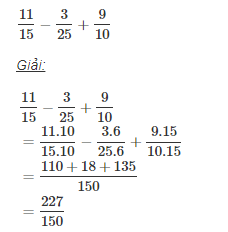 11/15 − 3/25 + 9/10
Giải:
11/15 − 3/25 + 9/10
= 11.10/15.10 − 3.6/25.6 + 9.15/10.15
= 110 + 18 + 135/150
= 227/150